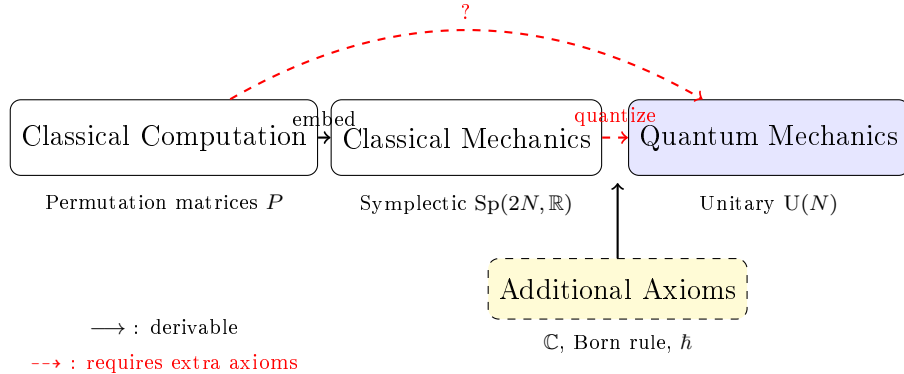 ?
embed
quantize
Classical Computation
Classical Mechanics
Quantum Mechanics
Permutation matrices P
Symplectic Sp(2N, ℝ)
Unitary U(N)
Additional Axioms
ℂ, Born rule, ℏ
⟶ : derivable
⇢ : requires extra axioms